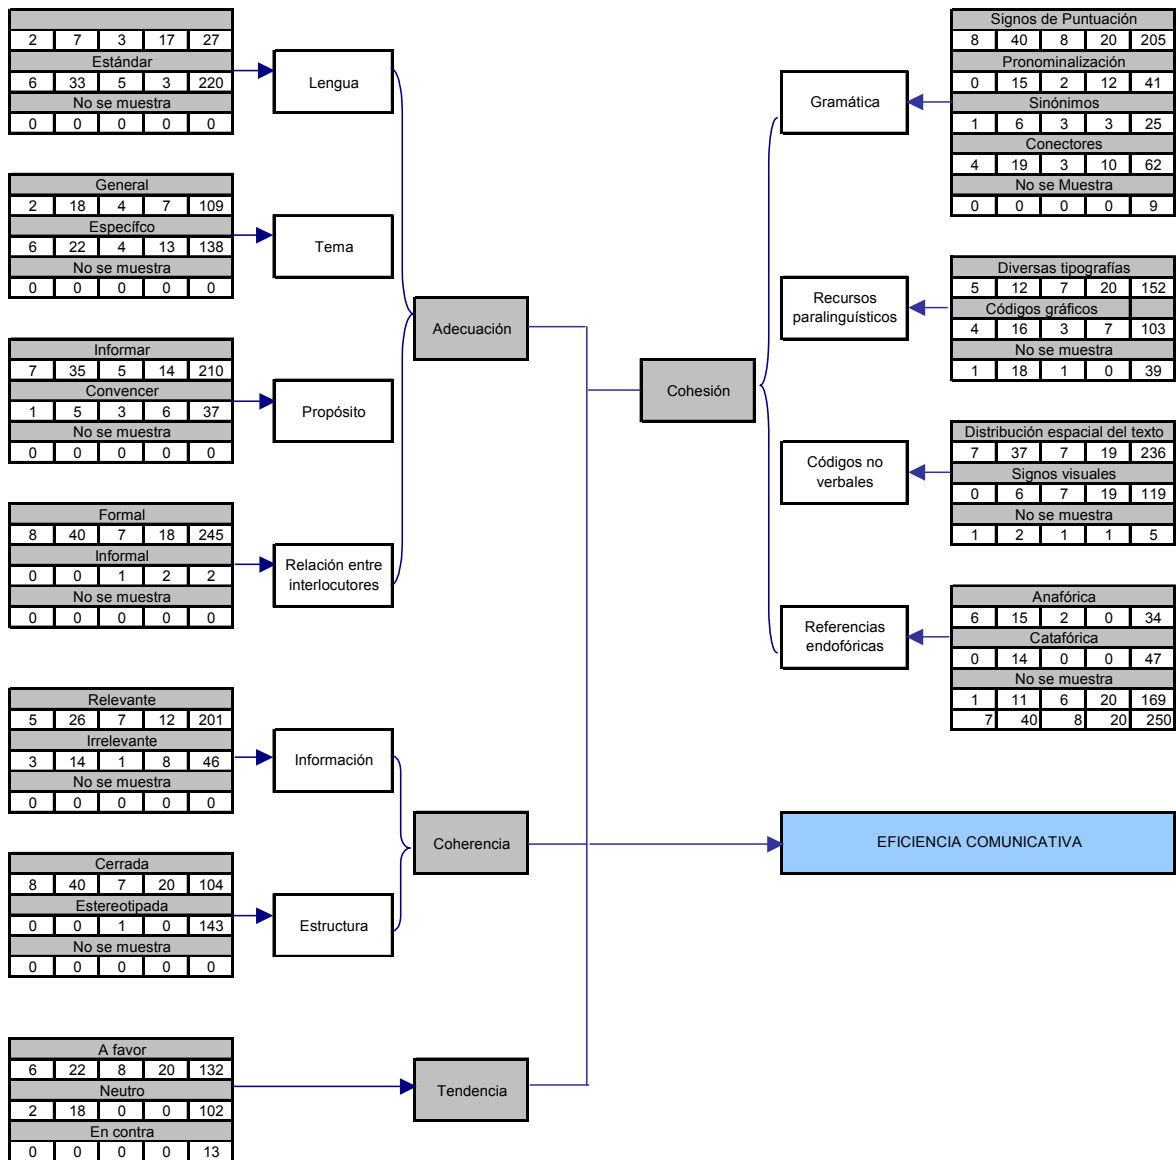 2 7 3 17 27
Estándar
6 33 5 3 220
No se muestra
0 0 0 0 0
Lengua
General
2 18 4 7 109
Específco
6 22 4 13 138
No se muestra
0 0 0 0 0
Tema
Informar
7 35 5 14 210
Convencer
1 5 3 6 37
No se muestra
0 0 0 0 0
Propósito
Formal
8 40 7 18 245
Informal
0 0 1 2 2
No se muestra
0 0 0 0 0
Relación entre
interlocutores
Adecuación
Relevante
5 26 7 12 201
Irrelevante
3 14 1 8 46
No se muestra
0 0 0 0 0
Información
Cerrada
8 40 7 20 104
Estereotipada
0 0 1 0 143
No se muestra
0 0 0 0 0
Estructura
Coherencia
A favor
6 22 8 20 132
Neutro
2 18 0 0 102
En contra
0 0 0 0 13
Tendencia
Cohesión
Gramática
Signos de Puntuación
8 40 8 20 205
Pronominalización
0 15 2 12 41
Sinónimos
1 6 3 3 25
Conectores
4 19 3 10 62
No se Muestra
0 0 0 0 9
Recursos
paralinguísticos
Diversas tipografías
5 12 7 20 152
Códigos gráficos
4 16 3 7 103
No se muestra
1 18 1 0 39
Códigos no
verbales
Distribución espacial del texto
7 37 7 19 236
Signos visuales
0 6 7 19 119
No se muestra
1 2 1 1 5
Referencias
endofóricas
Anafórica
6 15 2 0 34
Catafórica
0 14 0 0 47
No se muestra
1 11 6 20 169
7 40 8 20 250
EFICIENCIA COMUNICATIVA